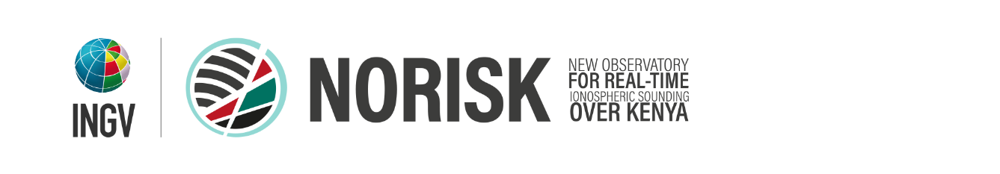 INGV
NORISK
NEW OBSERVATORY
FOR REAL-TIME
IONOSPHERIC SOUNDING
OVER KENYA